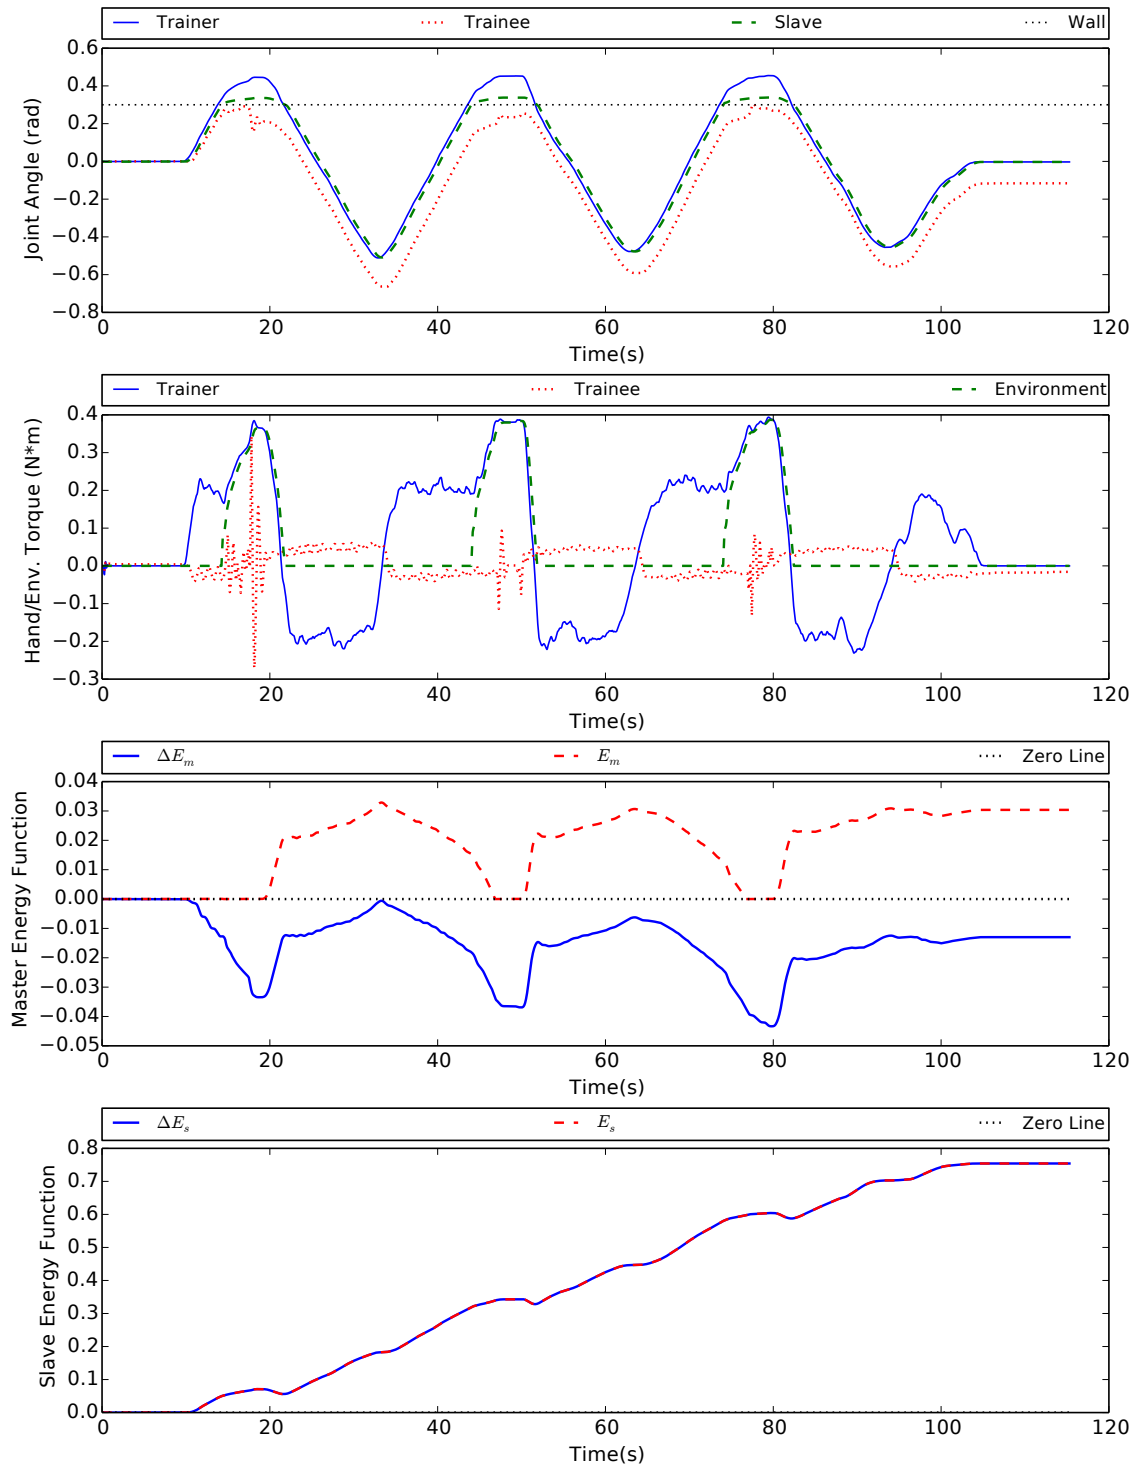 Trainer Trainee Slave Wall
0.6
0.4
0.2
0.0
−0.2
−0.4
−0.6
−0.8
Joint Angle (rad)
0 20 40 60 80 100 120
Time(s)
Trainer Trainee Environment
0.4
0.3
0.2
0.1
0.0
−0.1
−0.2
−0.3
Hand/Env. Torque (N*m)
0 20 40 60 80 100 120
Time(s)
ΔE_m E_m Zero Line
0.04
0.03
0.02
0.01
0.00
−0.01
−0.02
−0.03
−0.04
−0.05
Master Energy Function
0 20 40 60 80 100 120
Time(s)
ΔE_s E_s Zero Line
0.8
0.7
0.6
0.5
0.4
0.3
0.2
0.1
0.0
Slave Energy Function
0 20 40 60 80 100 120
Time(s)